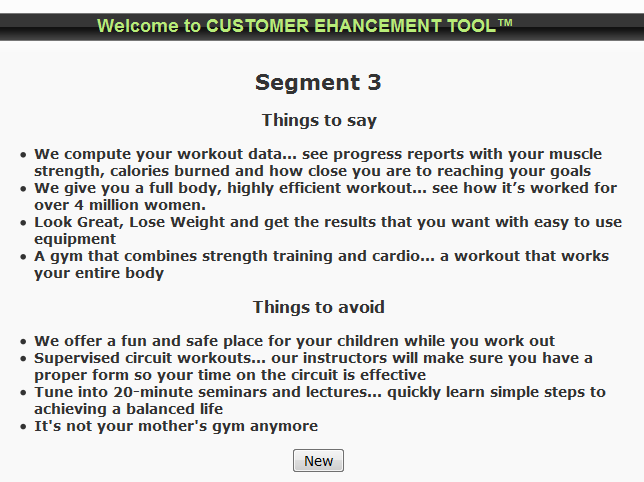 Welcome to CUSTOMER EHANCEMENT TOOL™
Segment 3
Things to say
• We compute your workout data... see progress reports with your muscle
strength, calories burned and how close you are to reaching your goals
• We give you a full body, highly efficient workout... see how it’s worked for
over 4 million women.
• Look Great, Lose Weight and get the results that you want with easy to use
equipment
• A gym that combines strength training and cardio... a workout that works
your entire body
Things to avoid
• We offer a fun and safe place for your children while you work out
• Supervised circuit workouts... our instructors will make sure you have a
proper form so your time on the circuit is effective
• Tune into 20-minute seminars and lectures... quickly learn simple steps to
achieving a balanced life
• It's not your mother's gym anymore
New